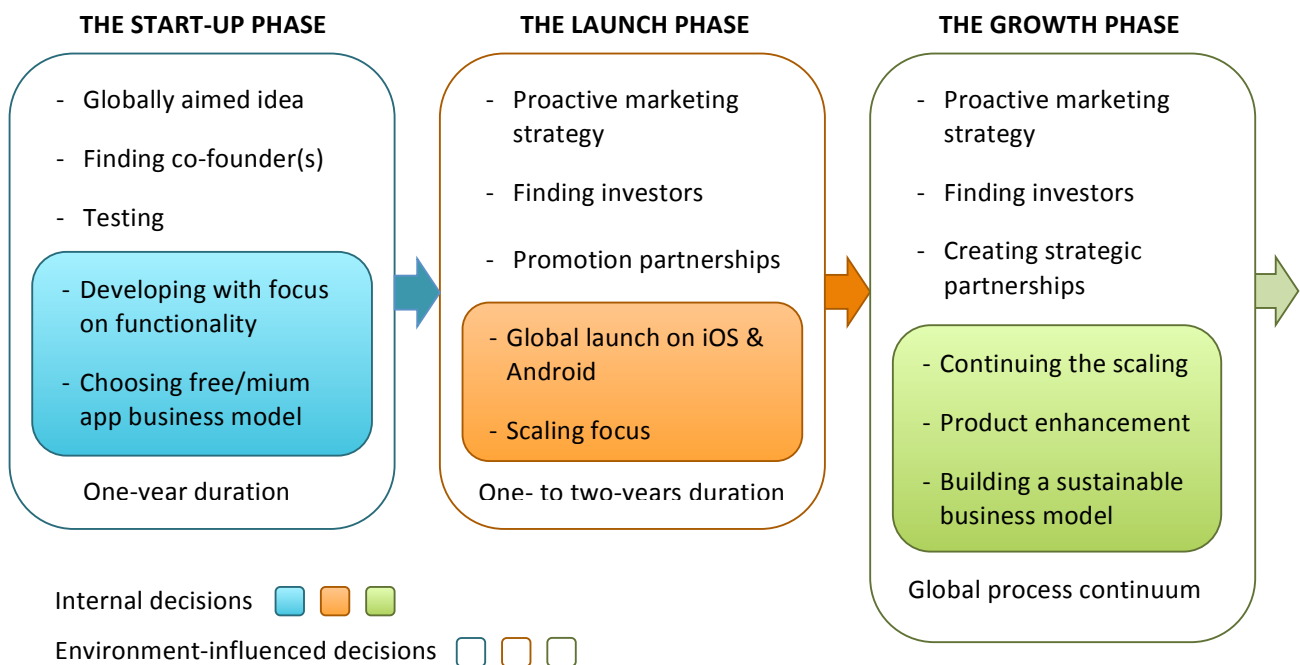 THE START-UP PHASE
- Globally aimed idea
- Finding co-founder(s)
- Testing
- Developing with focus
on functionality
- Choosing free/mium
app business model
One-year duration
THE LAUNCH PHASE
- Proactive marketing
strategy
- Finding investors
- Promotion partnerships
- Global launch on iOS &
Android
- Scaling focus
One- to two-years duration
THE GROWTH PHASE
- Proactive marketing
strategy
- Finding investors
- Creating strategic
partnerships
- Continuing the scaling
- Product enhancement
- Building a sustainable
business model
Global process continuum
Internal decisions
Environment-influenced decisions